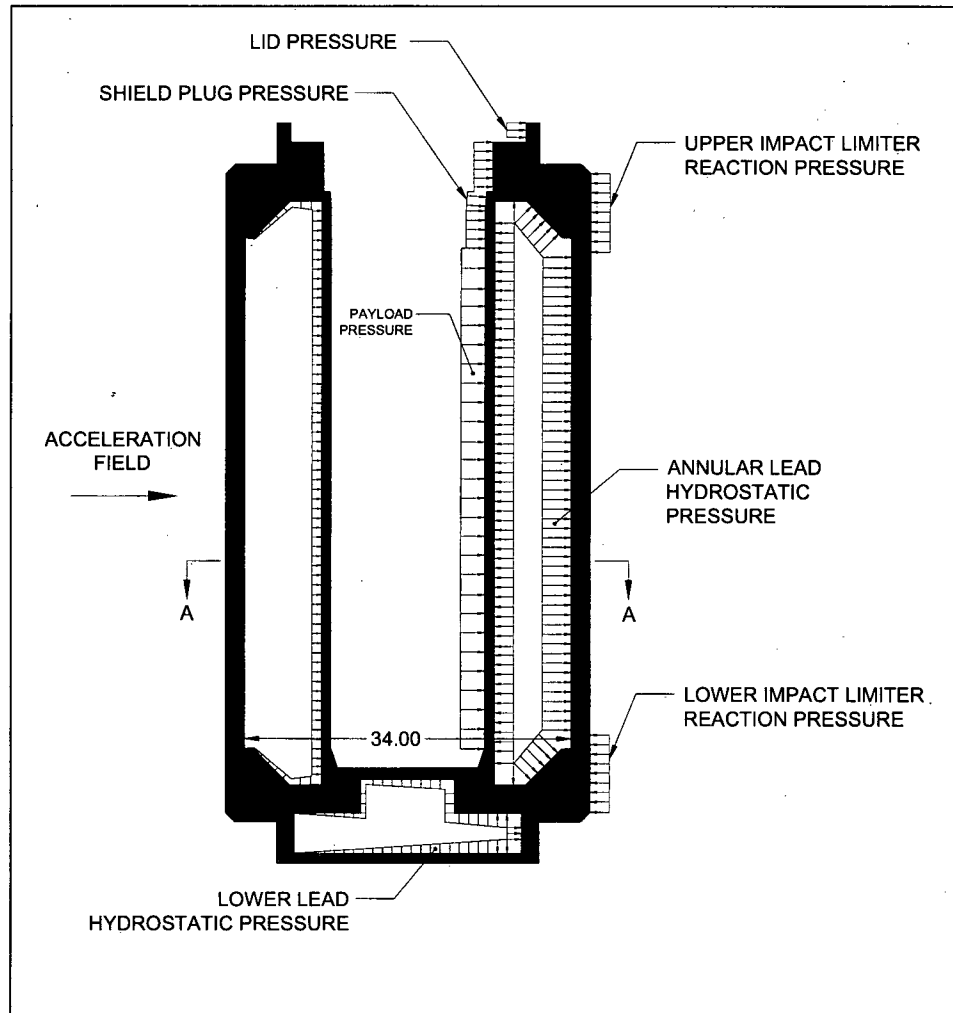 LID PRESSURE
SHIELD PLUG PRESSURE
UPPER IMPACT LIMITER
REACTION PRESSURE
PAYLOAD
PRESSURE
ACCELERATION
FIELD
ANNULAR LEAD
HYDROSTATIC
PRESSURE
A
A
LOWER IMPACT LIMITER
REACTION PRESSURE
34.00
LOWER LEAD
HYDROSTATIC PRESSURE